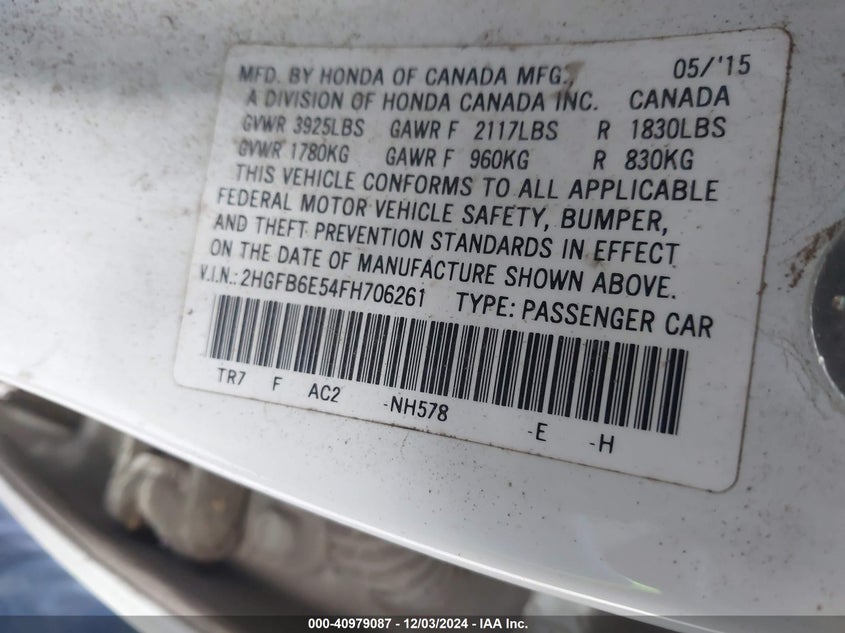 MFD. BY HONDA OF CANADA MFG., 05/'15
A DIVISION OF HONDA CANADA INC. CANADA
GVWR 3925LBS GAWR F 2117LBS R 1830LBS
GVWR 1780KG GAWR F 960KG R 830KG
THIS VEHICLE CONFORMS TO ALL APPLICABLE
FEDERAL MOTOR VEHICLE SAFETY, BUMPER,
AND THEFT PREVENTION STANDARDS IN EFFECT
ON THE DATE OF MANUFACTURE SHOWN ABOVE.
V.I.N.: 2HGFB6E54FH706261 TYPE: PASSENGER CAR
TR7 F AC2 -NH578 -E -H
000-40979087 - 12/03/2024 - IAA Inc.